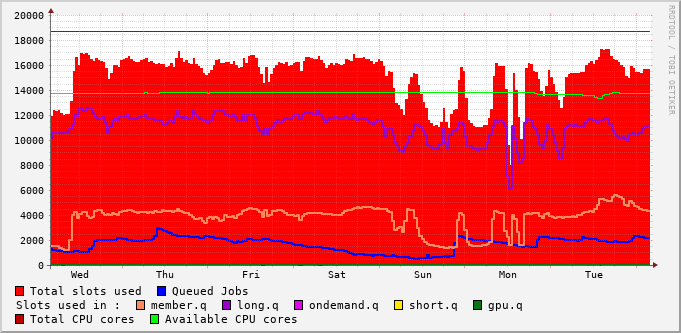 20000
18000
16000
14000
12000
10000
8000
6000
4000
2000
0
Wed Thu Fri Sat Sun Mon Tue
Total slots used Queued Jobs
Slots used in : member.q long.q ondemand.q short.q gpu.q
Total CPU cores Available CPU cores
RRDTOOL / TOBI OETIKER